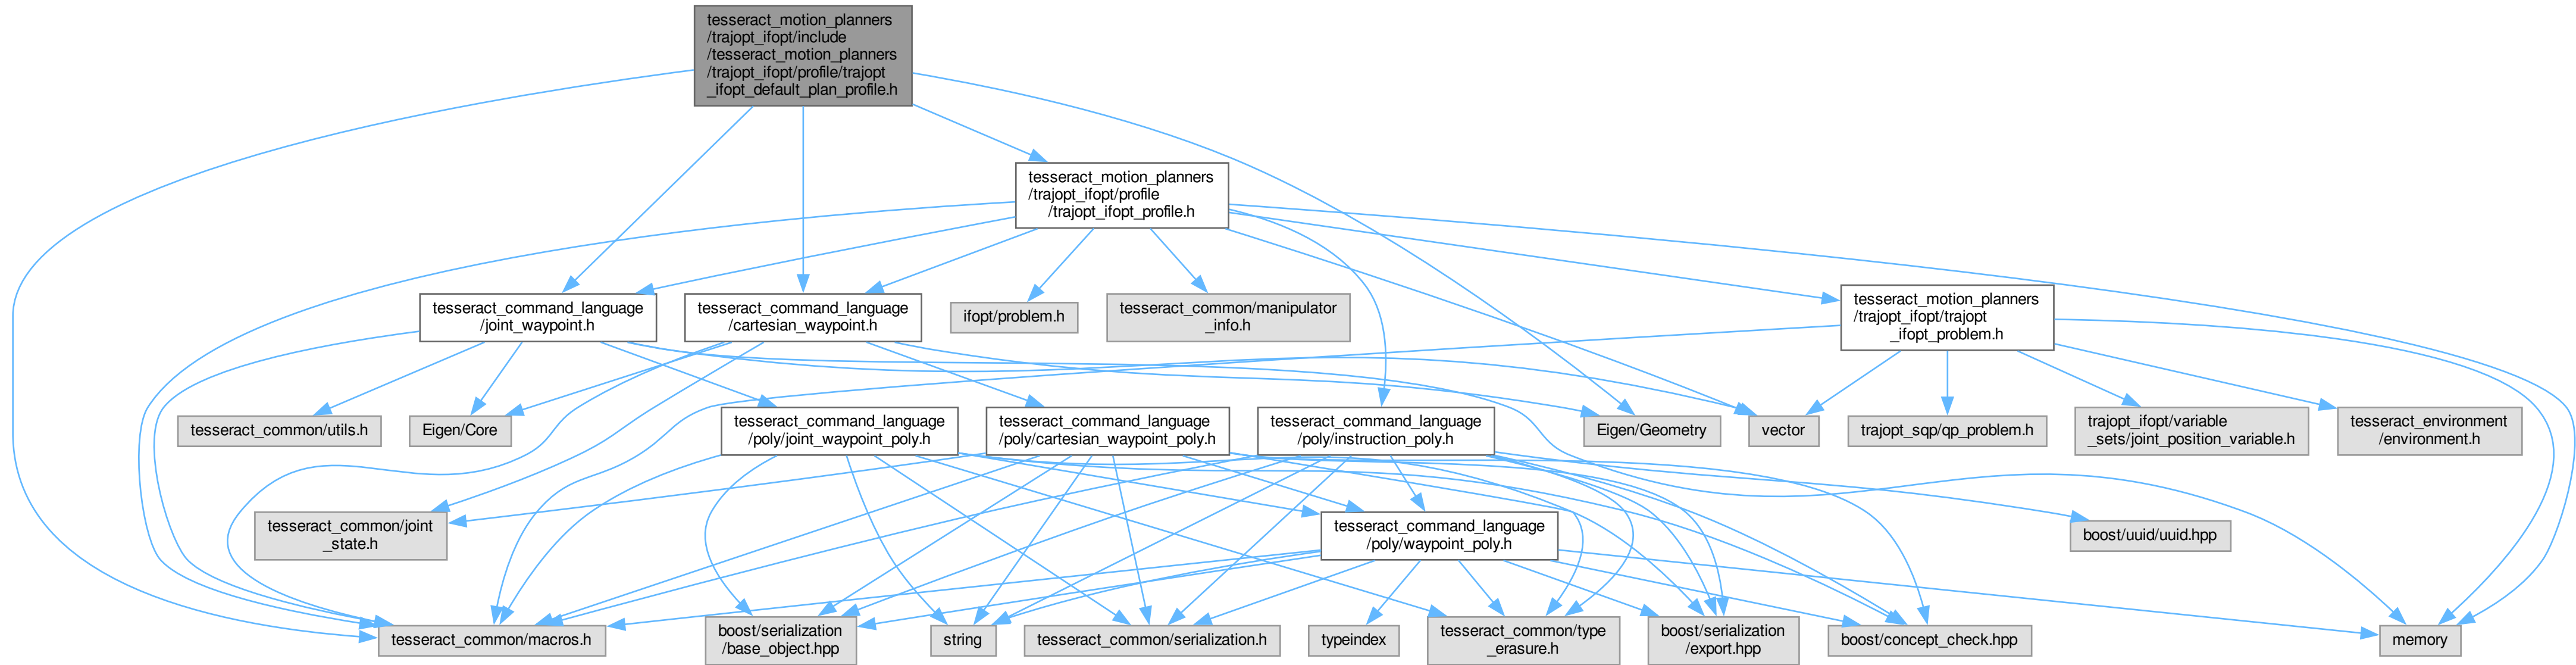 tesseract_motion_planners
/trajopt_ifopt/include
/tesseract_motion_planners
/trajopt_ifopt/profile/trajopt
_ifopt_default_plan_profile.h
tesseract_motion_planners
/trajopt_ifopt/profile
/trajopt_ifopt_profile.h
tesseract_command_language
/joint_waypoint.h
tesseract_command_language
/cartesian_waypoint.h
ifopt/problem.h
tesseract_common/manipulator
_info.h
tesseract_motion_planners
/trajopt_ifopt/trajopt
_ifopt_problem.h
tesseract_common/utils.h
Eigen/Core
tesseract_command_language
/poly/joint_waypoint_poly.h
tesseract_command_language
/poly/cartesian_waypoint_poly.h
tesseract_command_language
/poly/instruction_poly.h
Eigen/Geometry
vector
trajopt_sqp/qp_problem.h
trajopt_ifopt/variable
_sets/joint_position_variable.h
tesseract_environment
/environment.h
tesseract_common/joint
_state.h
tesseract_command_language
/poly/waypoint_poly.h
boost/uuid/uuid.hpp
tesseract_common/macros.h
boost/serialization
/base_object.hpp
string
tesseract_common/serialization.h
typeindex
tesseract_common/type
_erasure.h
boost/serialization
/export.hpp
boost/concept_check.hpp
memory